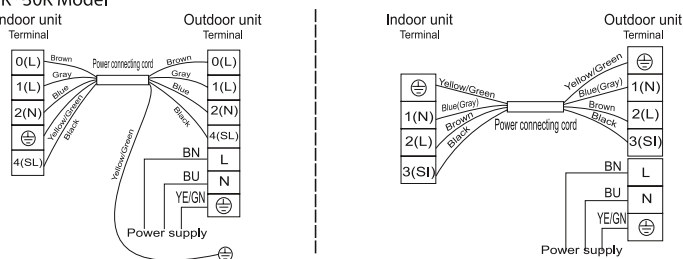 50K Model
Indoor unit
Terminal
Outdoor unit
Terminal
0(L)
1(L)
2(N)
4(SL)
Brown
Gray
Blue
Yellow/Green
Black
Power connecting cord
Brown
Gray
Blue
Black
Yellow/Green
0(L)
1(L)
2(N)
4(SL)
L
N
BN
BU
YE/GN
Power supply
Indoor unit
Terminal
Outdoor unit
Terminal
1(N)
2(L)
3(SI)
Yellow/Green
Blue(Gray)
Brown
Black
Power connecting cord
Yellow/Green
Blue(Gray)
Brown
Black
1(N)
2(L)
3(SI)
L
N
BN
BU
YE/GN
Power supply